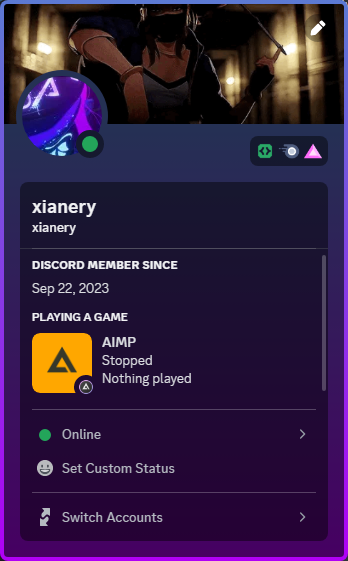 xianery
xianery
DISCORD MEMBER SINCE
Sep 22, 2023
PLAYING A GAME
AIMP
Stopped
Nothing played
Online
Set Custom Status
Switch Accounts